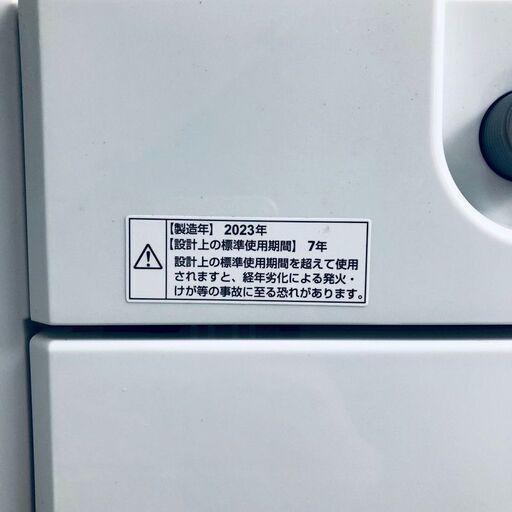 【製造年】 2023年
【設計上の標準使用期間】 7年
設計上の標準使用期間を超えて使用
されますと、経年劣化による発火・
けが等の事故に至る恐れがあります。